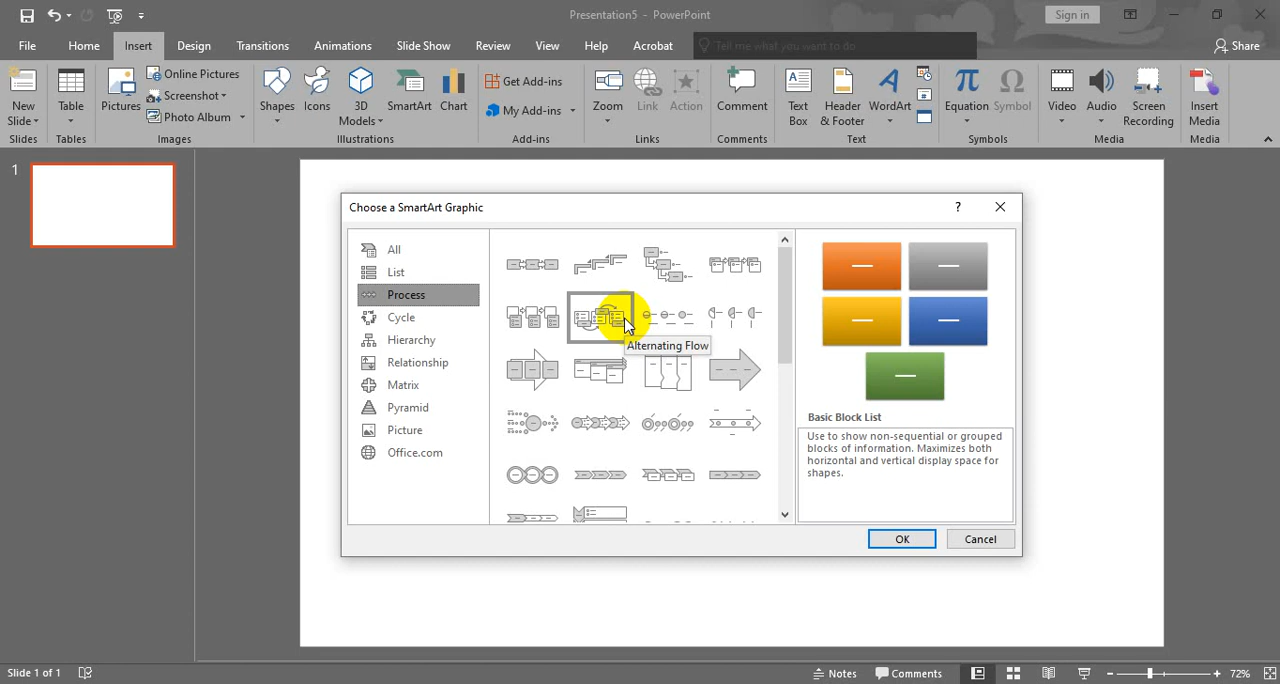 Presentation5 - PowerPoint
Sign in
File Home Insert Design Transitions Animations Slide Show Review View Help Acrobat Tell me what you want to do Share
New
Slide
Table
Pictures
Online Pictures
Screenshot
Photo Album
Shapes
Icons
3D
Models
SmartArt
Chart
Get Add-ins
My Add-ins
Zoom
Link
Action
Comment
Text
Box
Header
& Footer
WordArt
Equation
Symbol
Video
Audio
Screen
Recording
Insert
Media
Slides Tables Images Illustrations Add-ins Links Comments Text Symbols Media Media
1
Choose a SmartArt Graphic
All
List
Process
Cycle
Hierarchy
Relationship
Matrix
Pyramid
Picture
Office.com
Alternating Flow
Basic Block List
Use to show non-sequential or grouped
blocks of information. Maximizes both
horizontal and vertical display space for
shapes.
OK Cancel
Slide 1 of 1
Notes Comments 72%